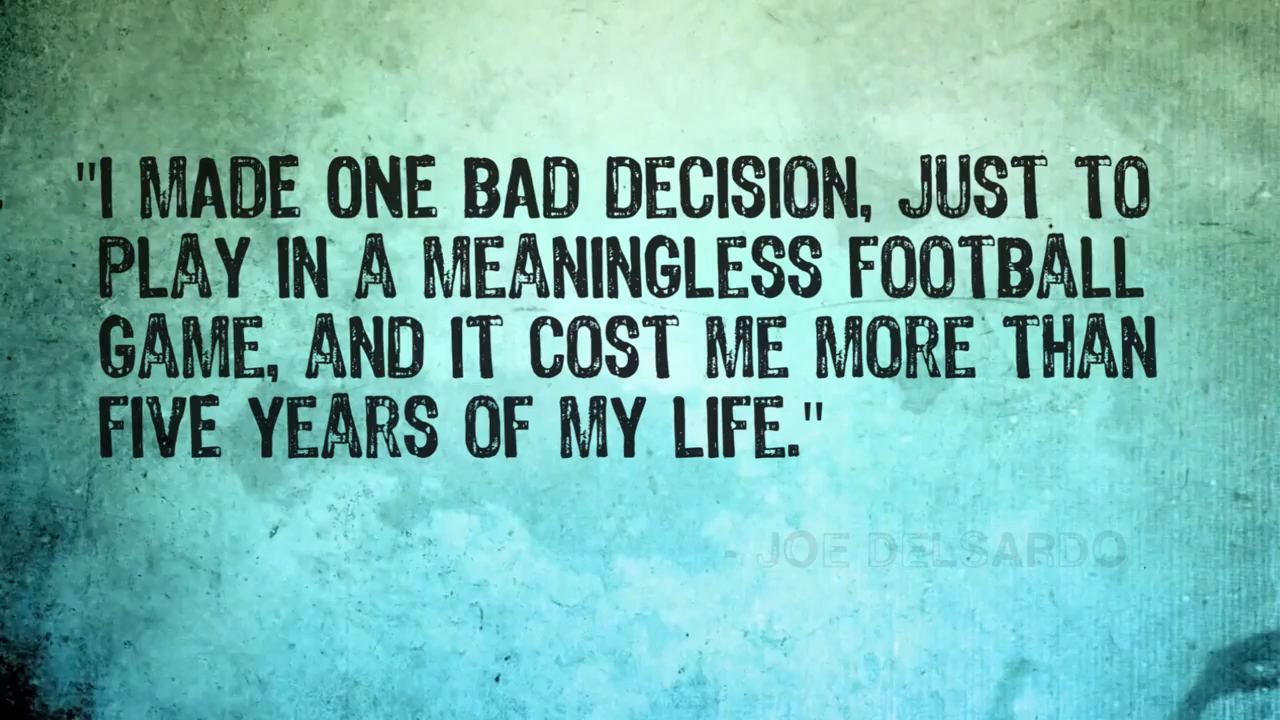 "I MADE ONE BAD DECISION, JUST TO
PLAY IN A MEANINGLESS FOOTBALL
GAME, AND IT COST ME MORE THAN
FIVE YEARS OF MY LIFE."
- JOE DELSARDO